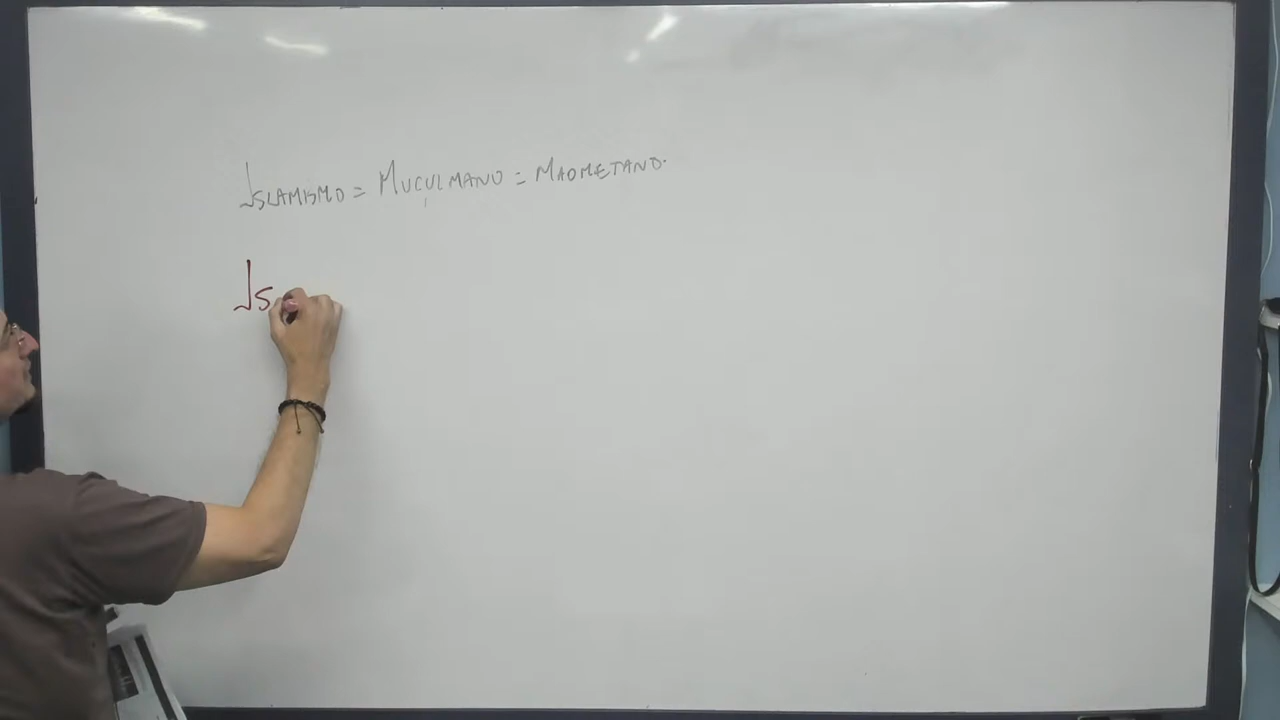 ISLAMISMO = MUÇULMANO = MAOMETANO.
IS